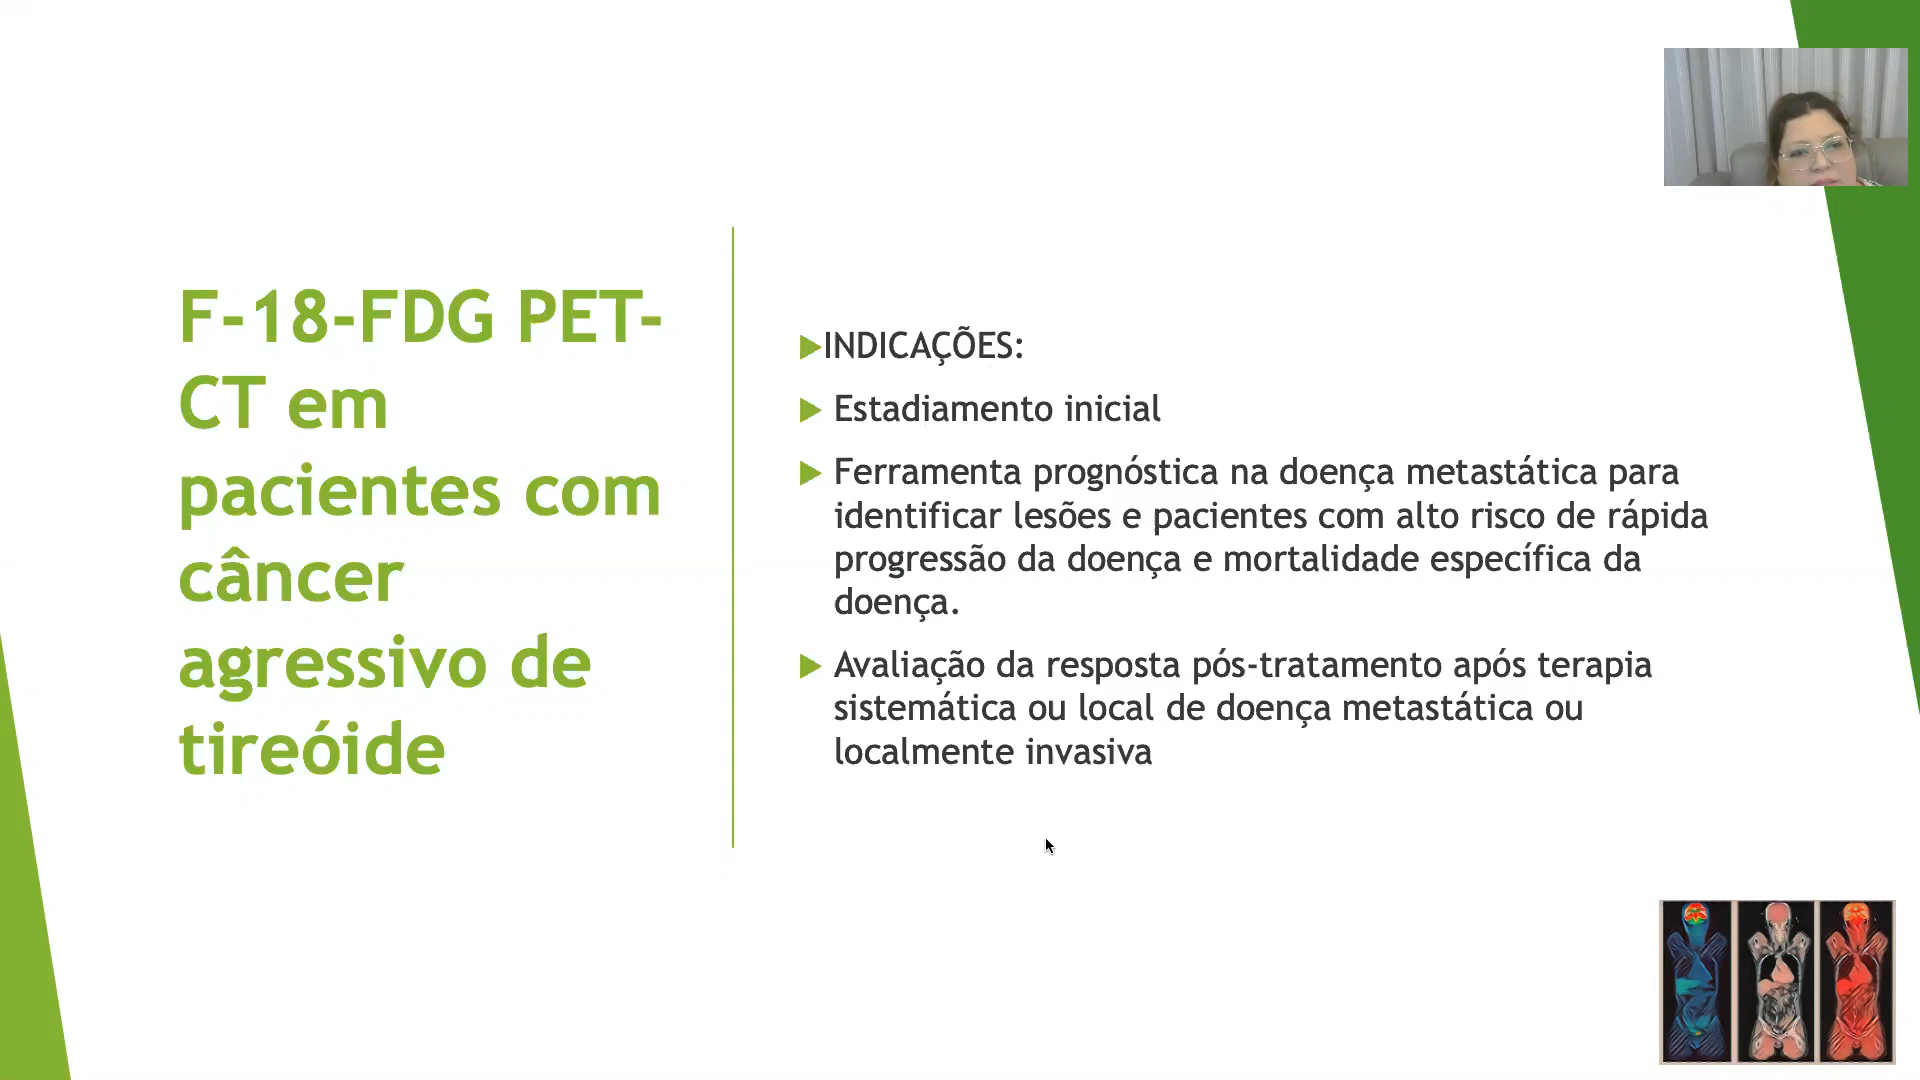 F-18-FDG PET-
CT em
pacientes com
câncer
agressivo de
tireóide
INDICAÇÕES:
Estadiamento inicial
Ferramenta prognóstica na doença metastática para
identificar lesões e pacientes com alto risco de rápida
progressão da doença e mortalidade específica da
doença.
Avaliação da resposta pós-tratamento após terapia
sistemática ou local de doença metastática ou
localmente invasiva